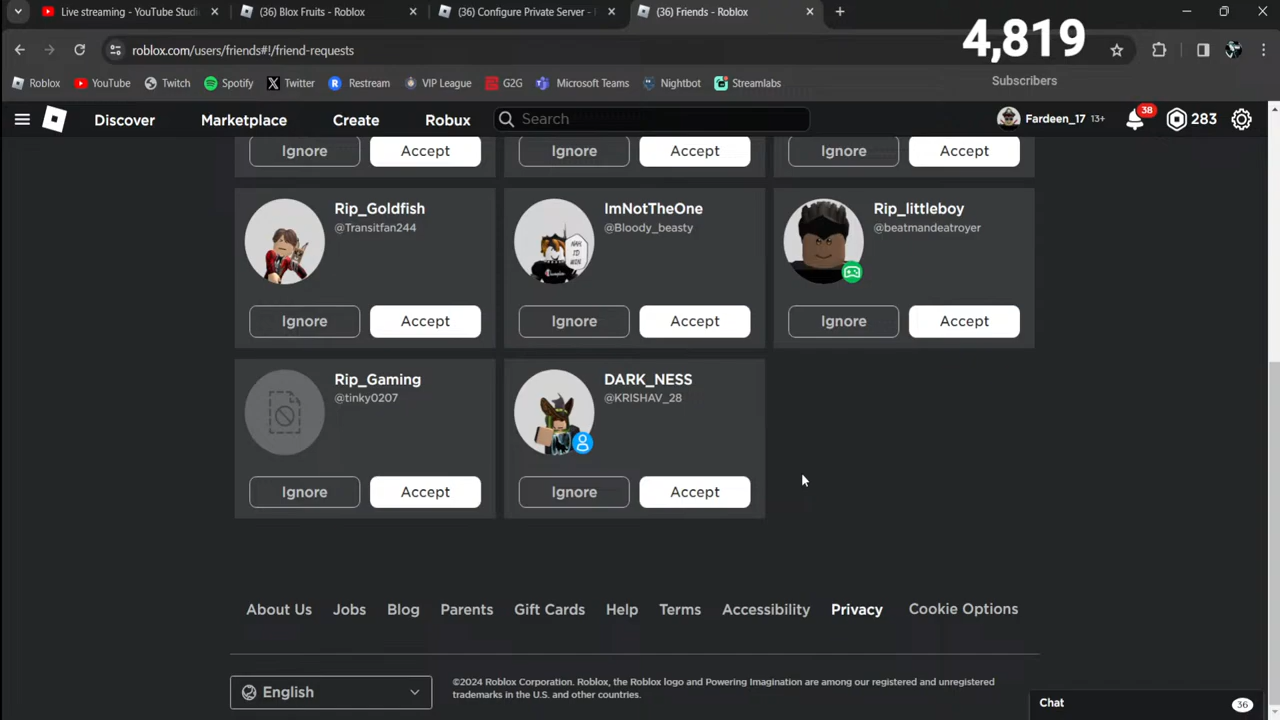 Live streaming - YouTube Studi
(36) Blox Fruits - Roblox
(36) Configure Private Server -
(36) Friends - Roblox
roblox.com/users/friends#!/friend-requests
4,819
Subscribers
Roblox
YouTube
Twitch
Spotify
Twitter
Restream
VIP League
G2G
Microsoft Teams
Nightbot
Streamlabs
Discover
Marketplace
Create
Robux
Search
Fardeen_17 13+
38
283
Ignore Accept Ignore Accept Ignore Accept
Rip_Goldfish
@Transitfan244
Ignore Accept
ImNotTheOne
@Bloody_beasty
Ignore Accept
Rip_littleboy
@beatmandeatroyer
Ignore Accept
Rip_Gaming
@tinky0207
Ignore Accept
DARK_NESS
@KRISHAV_28
Ignore Accept
About Us Jobs Blog Parents Gift Cards Help Terms Accessibility Privacy Cookie Options
English
©2024 Roblox Corporation. Roblox, the Roblox logo and Powering Imagination are among our registered and unregistered
trademarks in the U.S. and other countries.
Chat
36